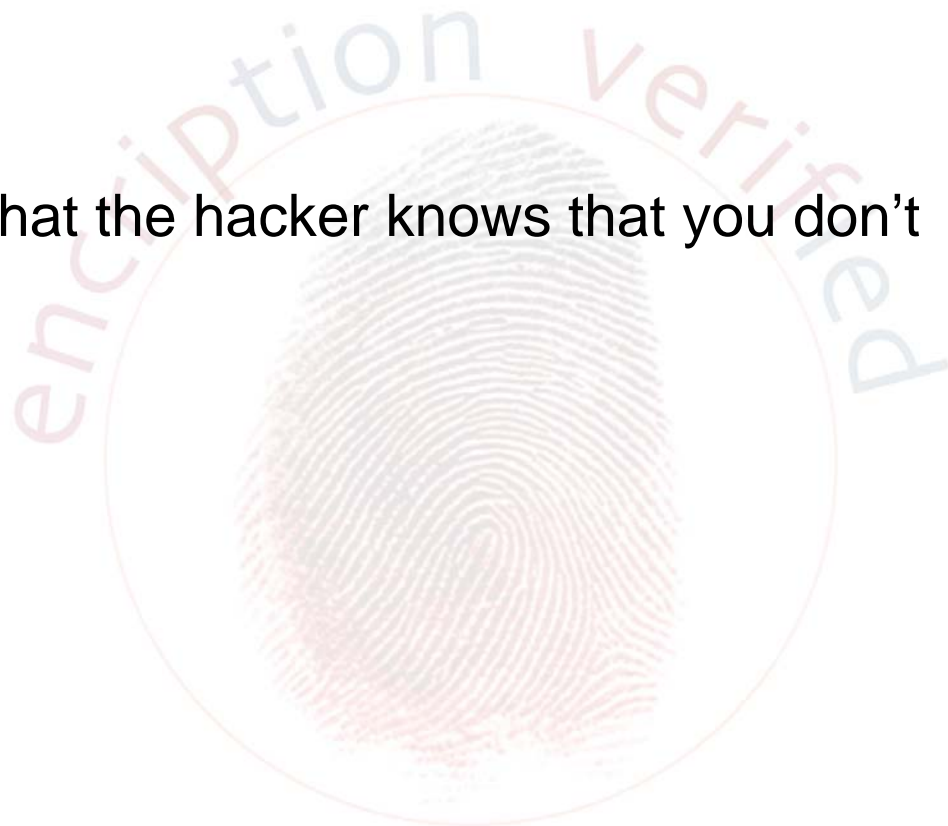 encription verified
hat the hacker knows that you don’t